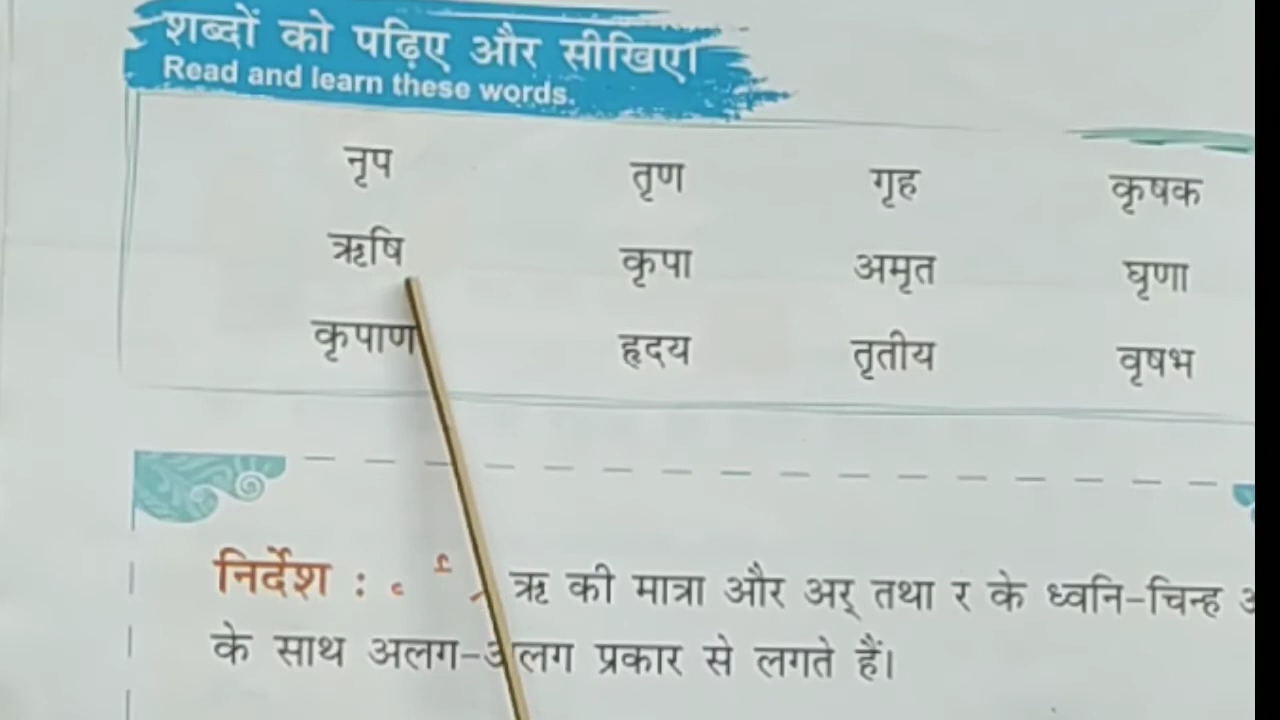 शब्दों को पढ़िए और सीखिए।
Read and learn these words.
नृप तृण गृह कृषक
ऋषि कृपा अमृत घृणा
कृपाण हृदय तृतीय वृषभ
निर्देश : ृ र्  ्र ऋ की मात्रा और अर् तथा र के ध्वनि-चिन्ह
के साथ अलग-अलग प्रकार से लगते हैं।